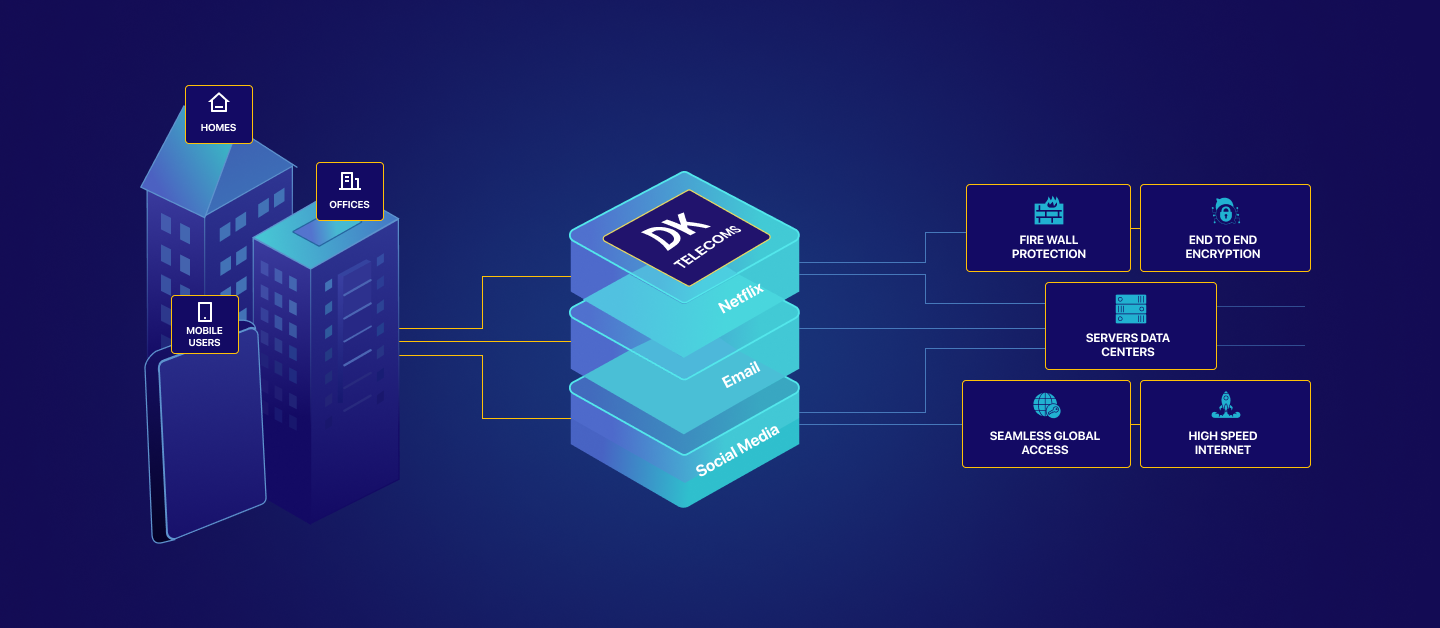 HOMES
OFFICES
MOBILE
USERS
DK
TELECOMS
Netflix
Email
Social Media
FIRE WALL
PROTECTION
END TO END
ENCRYPTION
SERVERS DATA
CENTERS
SEAMLESS GLOBAL
ACCESS
HIGH SPEED
INTERNET